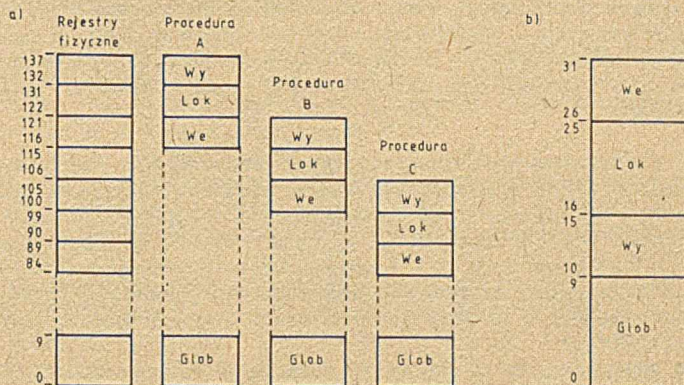 a)
Rejestry
fizyczne
137
132
131
122
121
116
115
106
105
100
99
90
89
84
9
0
Procedura
A
Wy
Lok
We
Glob
Procedura
B
Wy
Lok
We
Glob
Procedura
C
Wy
Lok
We
Glob
b)
31
We
26
25
Lok
16
15
Wy
10
9
Glob
0